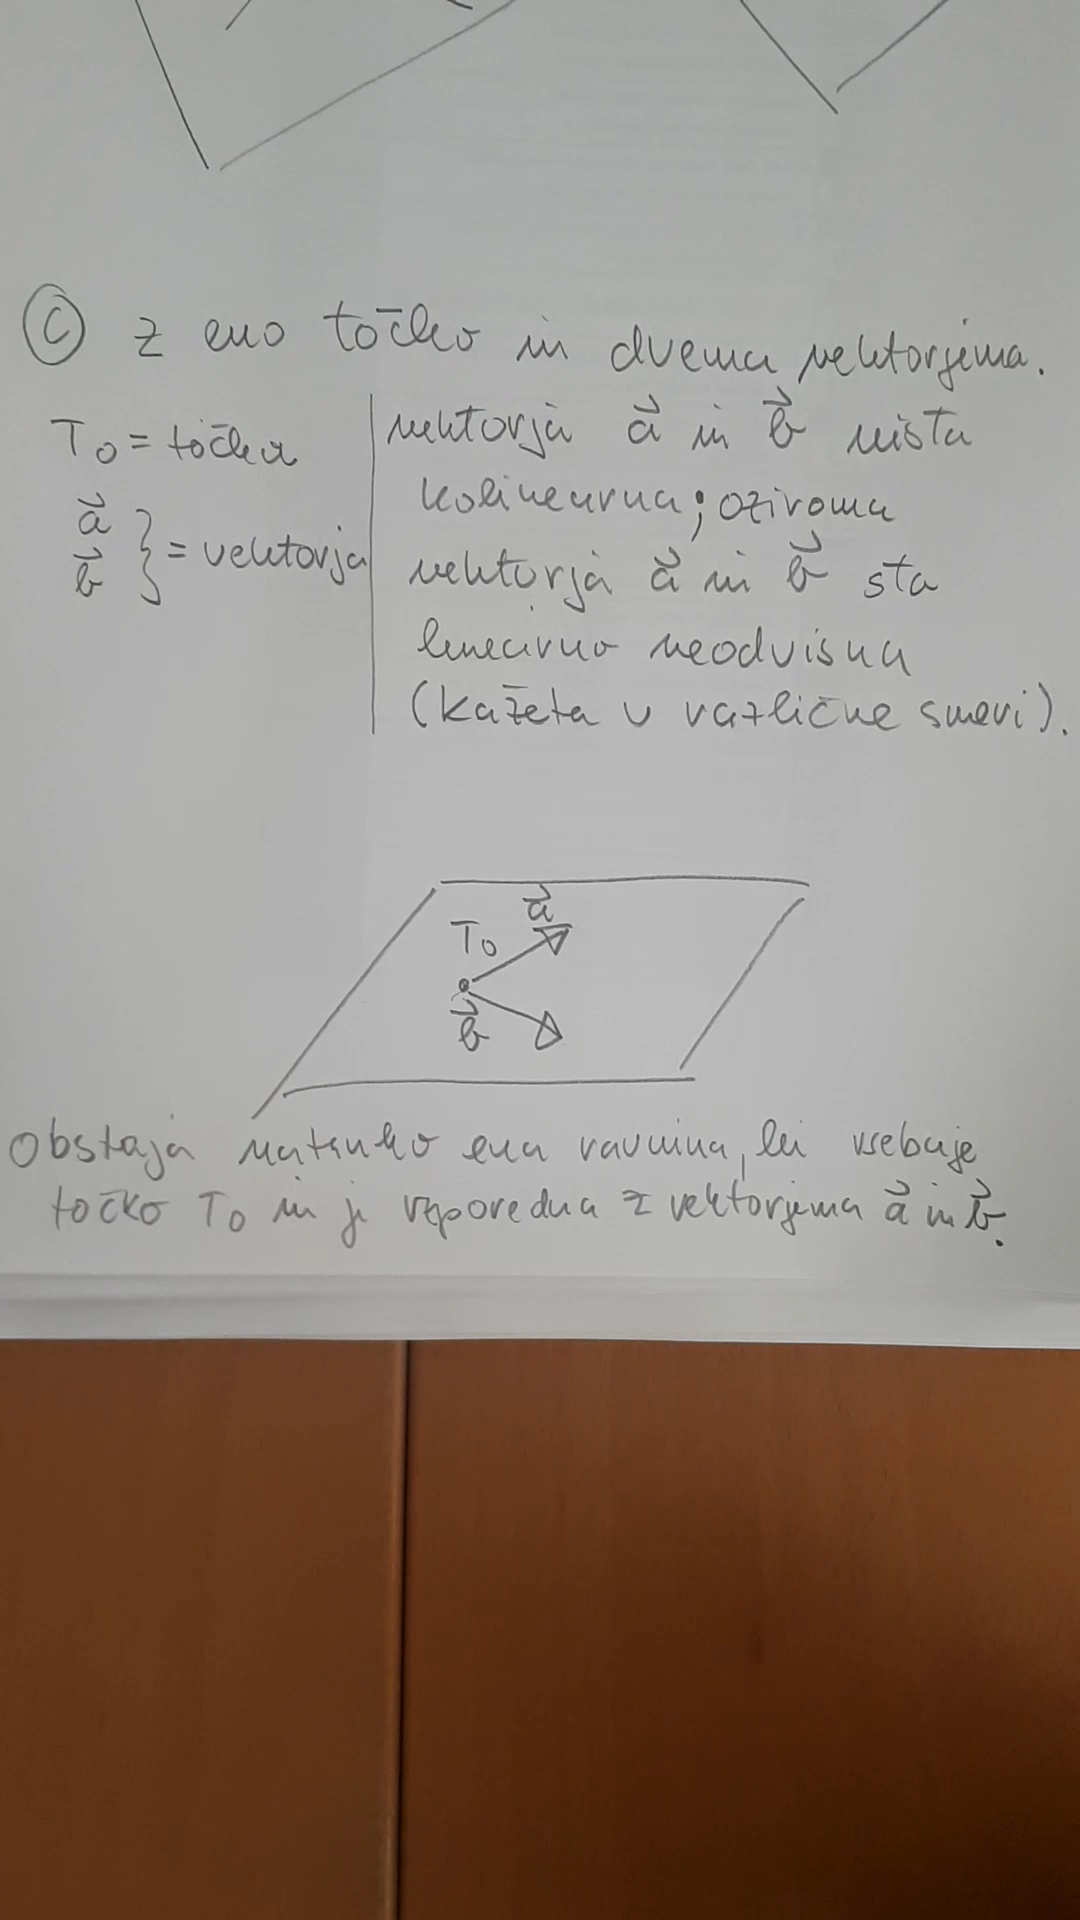 C z eno točko in dvema vektorjema.
T₀ = točka
a⃗
b⃗ } = vektorja
vektorja a⃗ in b⃗ nista
kolinearna; oziroma
vektorja a⃗ in b⃗ sta
linearno neodvisna
(kažeta v različne smeri).
a⃗
T₀
b⃗
Obstaja natanko ena ravnina, ki vsebuje
točko T₀ in je vzporedna z vektorjema a⃗ in b⃗.